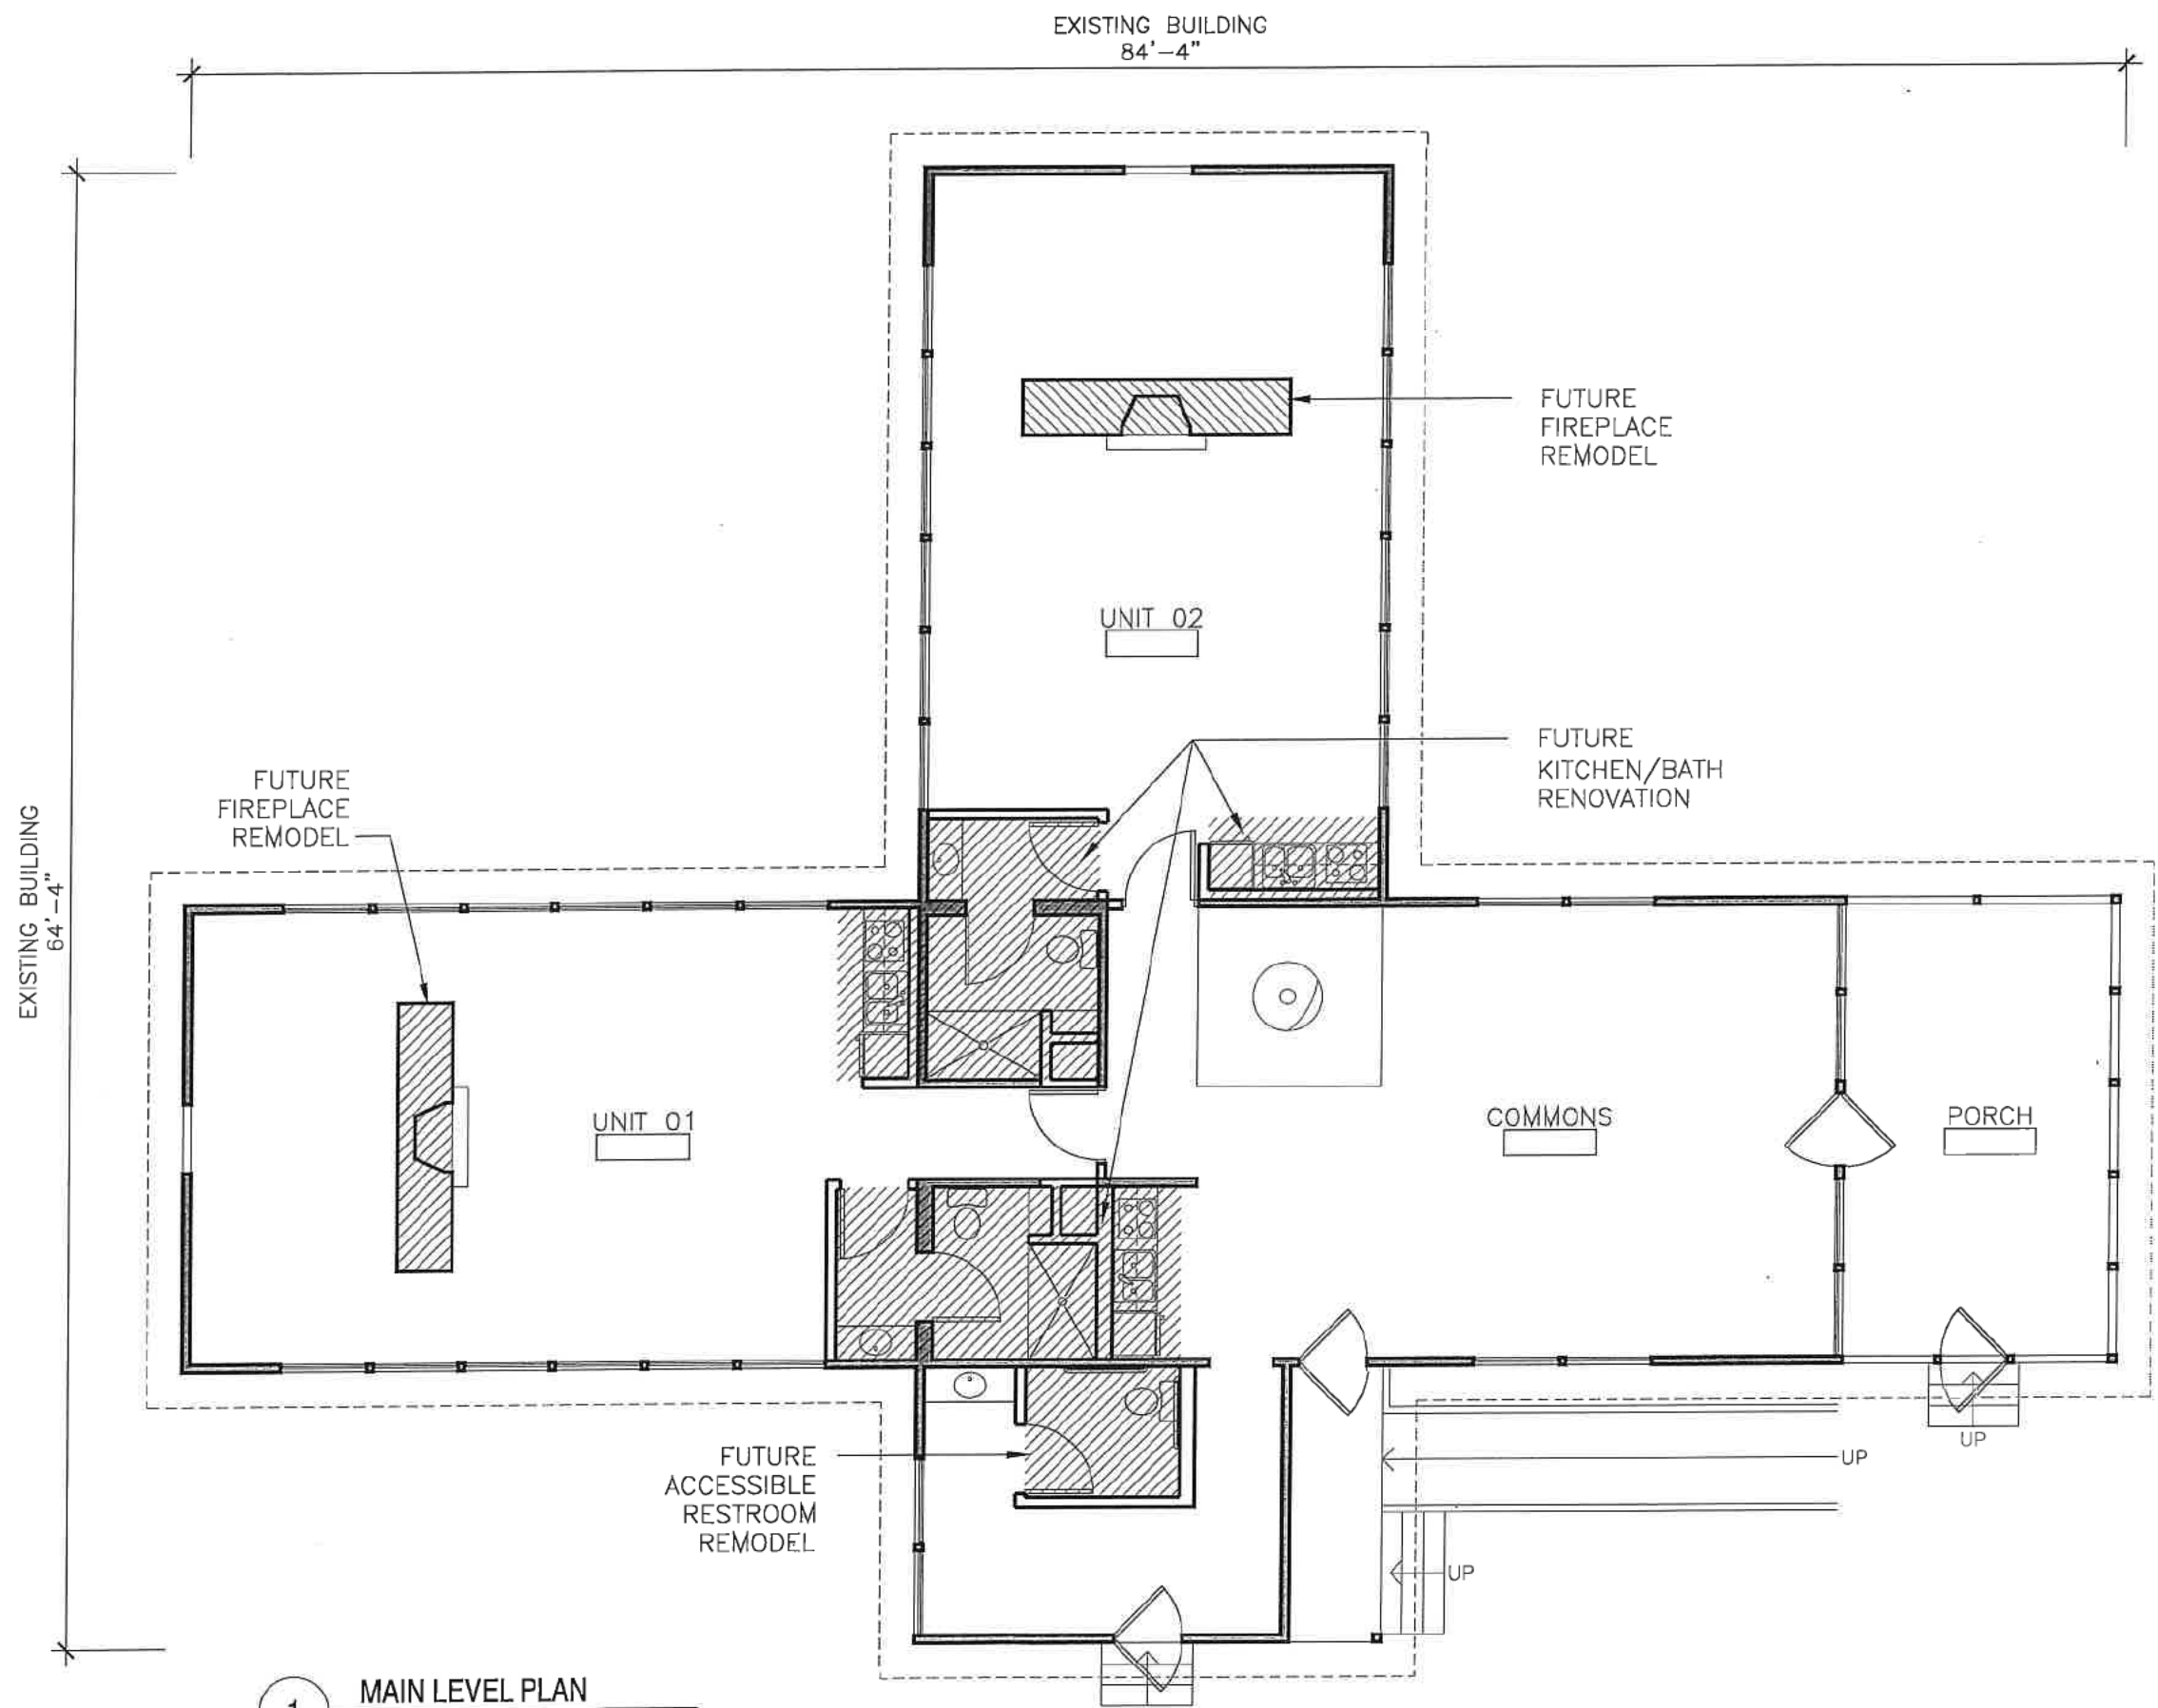 EXISTING BUILDING
84'-4"
FUTURE
FIREPLACE
REMODEL
UNIT 02
FUTURE
KITCHEN/BATH
RENOVATION
FUTURE
FIREPLACE
REMODEL
EXISTING BUILDING
64'-4"
UNIT 01
COMMONS
PORCH
FUTURE
ACCESSIBLE
RESTROOM
REMODEL
UP
UP
UP
1
MAIN LEVEL PLAN